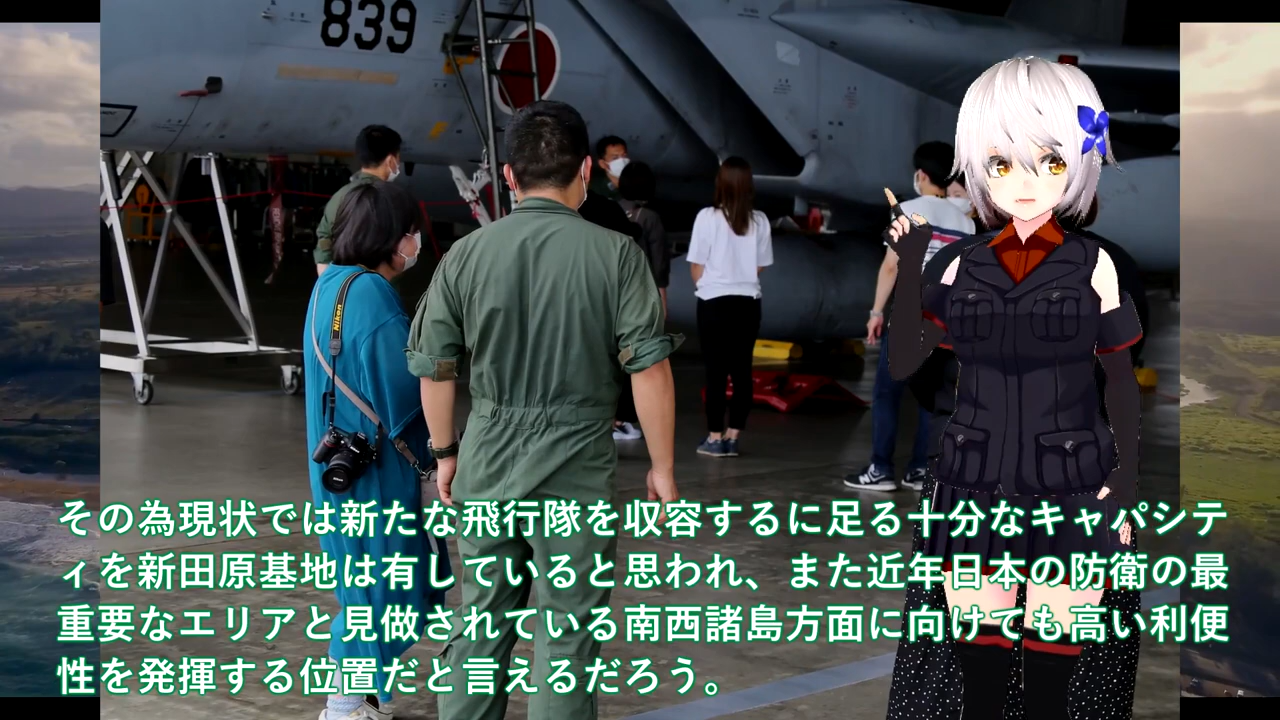 839
Nikon
その為現状では新たな飛行隊を収容するに足る十分なキャパシテ
ィを新田原基地は有していると思われ、また近年日本の防衛の最
重要なエリアと見做されている南西諸島方面に向けても高い利便
性を発揮する位置だと言えるだろう。